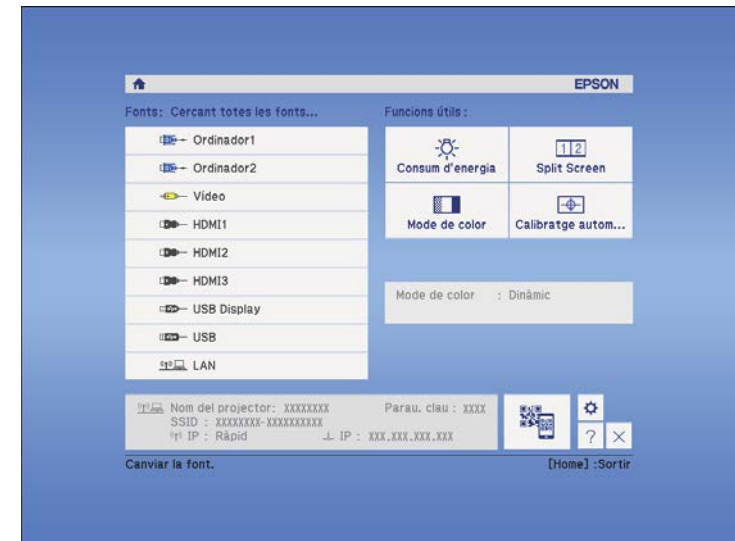 EPSON
Fonts: Cercant totes les fonts...
Funcions útils:
Ordinador1
Ordinador2
Vídeo
HDMI1
HDMI2
HDMI3
USB Display
USB
LAN
Consum d'energia
1 2
Split Screen
Mode de color
Calibratge autom...
Mode de color : Dinàmic
Nom del projector: XXXXXXXX
Parau. clau : XXXX
SSID : XXXXXXXX-XXXXXXXXXX
IP : Ràpid
IP : XXX.XXX.XXX.XXX
?
Canviar la font.
[Home] :Sortir